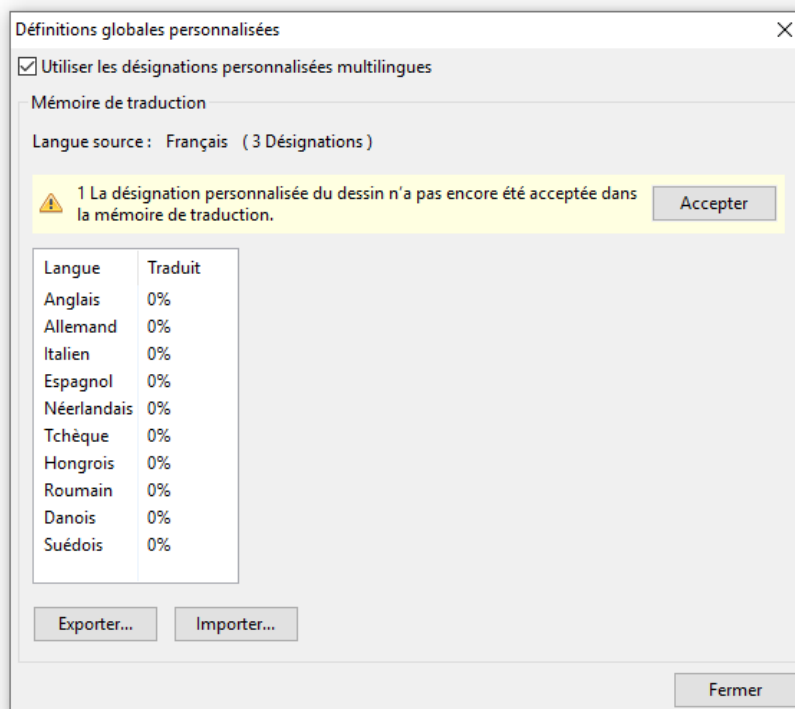 Définitions globales personnalisées
Utiliser les désignations personnalisées multilingues
Mémoire de traduction
Langue source : Français ( 3 Désignations )
1 La désignation personnalisée du dessin n'a pas encore été acceptée dans
la mémoire de traduction.
Accepter
Langue Traduit
Anglais 0%
Allemand 0%
Italien 0%
Espagnol 0%
Néerlandais 0%
Tchèque 0%
Hongrois 0%
Roumain 0%
Danois 0%
Suédois 0%
Exporter... Importer...
Fermer